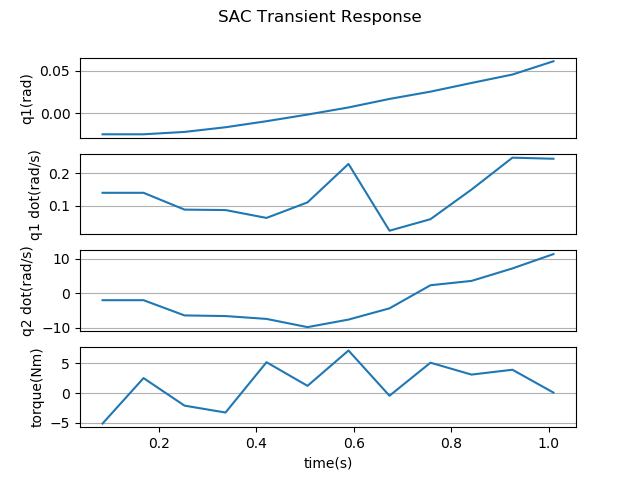 SAC Transient Response
q1(rad)
0.05
0.00
q1 dot(rad/s)
0.2
0.1
q2 dot(rad/s)
10
0
−10
torque(Nm)
5
0
−5
0.2 0.4 0.6 0.8 1.0
time(s)